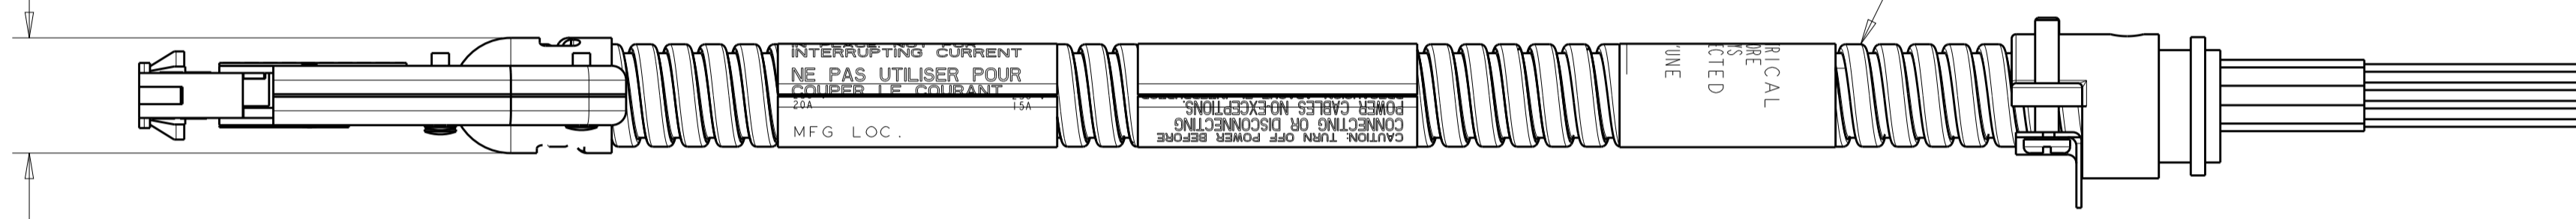 INTERRUPTING CURRENT
NE PAS UTILISER POUR
COUPER LE COURANT
20A
15A
MFG LOC.
CAUTION: TURN OFF POWER BEFORE
CONNECTING OR DISCONNECTING
POWER CABLES NO-EXCEPTIONS.
RICAL
ORE
ECTED
'UNE